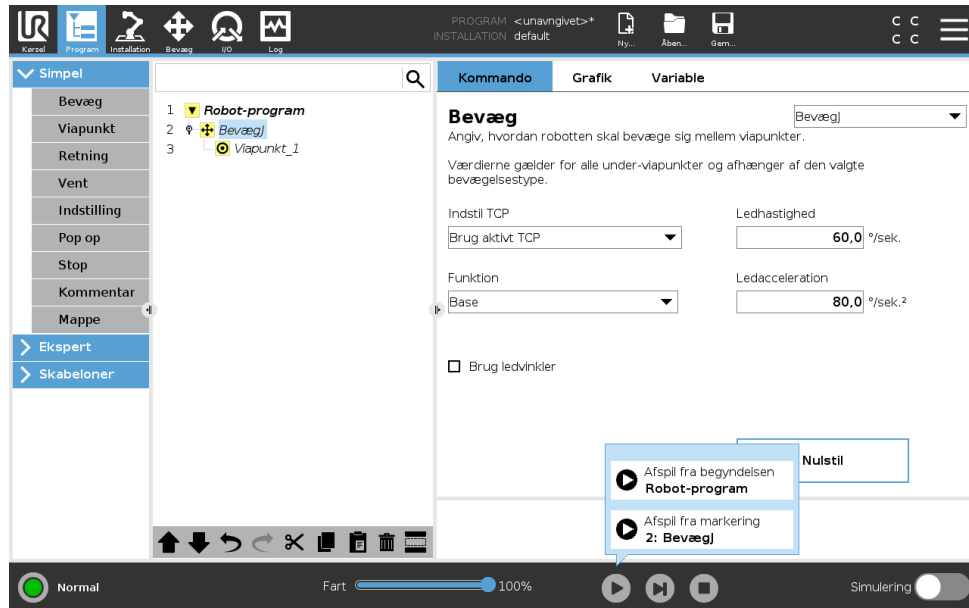 PROGRAM <unavngivet>*
INSTALLATION default
UR
Kørsel
Program
Installation
Bevæg
I/O
Log
Ny...
Åben...
Gem...
C C
C C
Simpel
Bevæg
Viapunkt
Retning
Vent
Indstilling
Pop op
Stop
Kommentar
Mappe
Ekspert
Skabeloner
1 Robot-program
2 BevægJ
3 Viapunkt_1
Kommando Grafik Variable
Bevæg
BevægJ
Angiv, hvordan robotten skal bevæge sig mellem viapunkter.
Værdierne gælder for alle under-viapunkter og afhænger af den valgte
bevægelsestype.
Indstil TCP
Brug aktivt TCP
Ledhastighed
60,0 °/sek.
Funktion
Base
Ledacceleration
80,0 °/sek.²
Brug ledvinkler
Nulstil
Afspil fra begyndelsen
Robot-program
Afspil fra markering
2: BevægJ
Normal
Fart 100%
Simulering